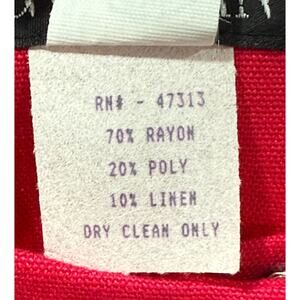 RN# - 47313
70% RAYON
20% POLY
10% LINEN
DRY CLEAN ONLY